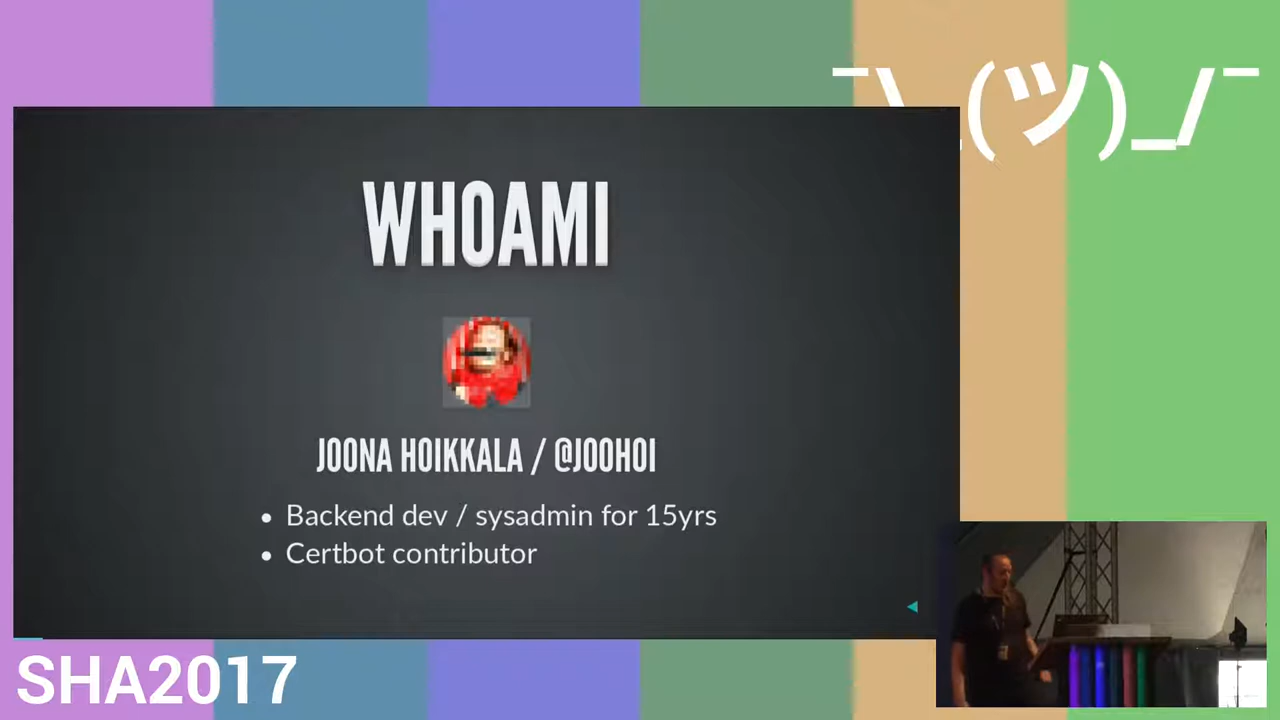 ¯\_(ツ)_/¯
WHOAMI
JOONA HOIKKALA / @JOOHOI
• Backend dev / sysadmin for 15yrs
• Certbot contributor
SHA2017